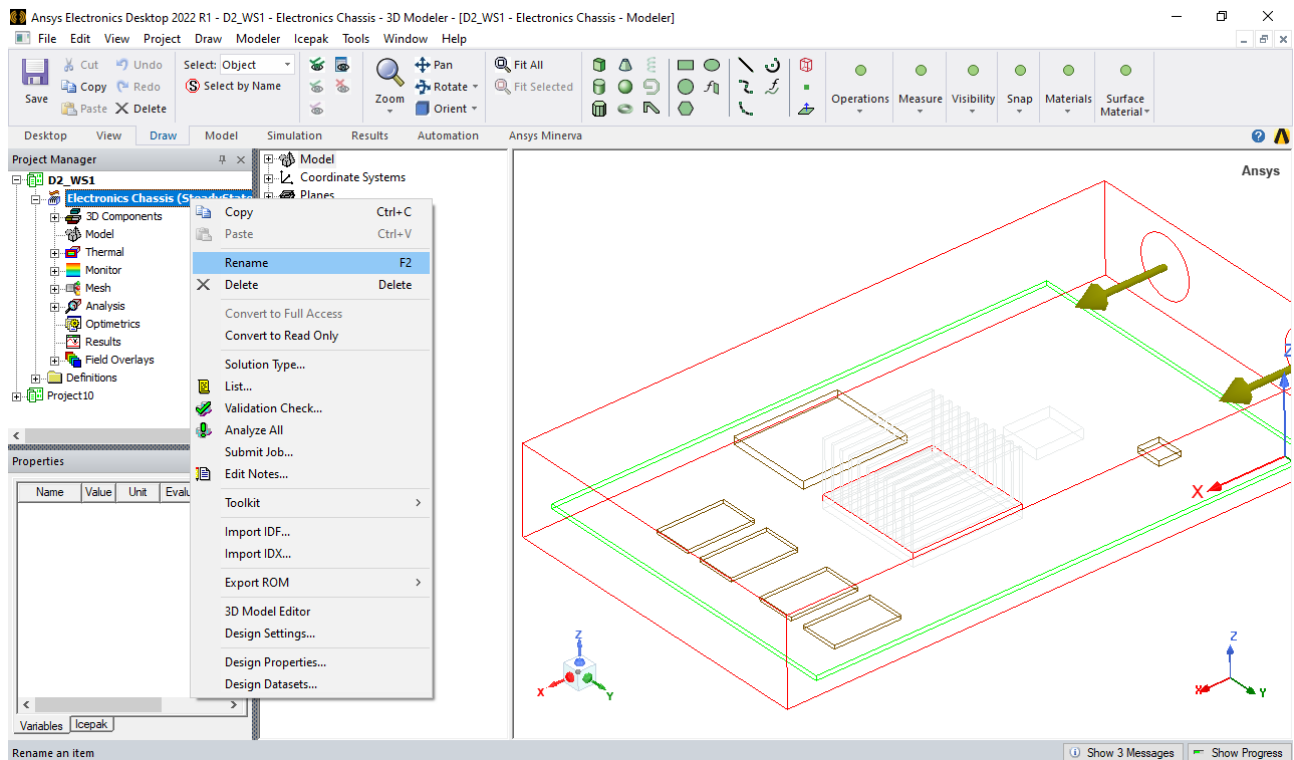 Ansys Electronics Desktop 2022 R1 - D2_WS1 - Electronics Chassis - 3D Modeler - [D2_WS1 - Electronics Chassis - Modeler]
File Edit View Project Draw Modeler Icepak Tools Window Help
Save
Cut Undo
Copy Redo
Paste Delete
Select: Object
Select by Name
Zoom
Pan
Rotate
Orient
Fit All
Fit Selected
Operations Measure Visibility Snap Materials Surface Material
Desktop View Draw Model Simulation Results Automation Ansys Minerva
Project Manager
D2_WS1
Electronics Chassis (SteadyState
3D Components
Model
Thermal
Monitor
Mesh
Analysis
Optimetrics
Results
Field Overlays
Definitions
Project10
Model
Coordinate Systems
Planes
Copy Ctrl+C
Paste Ctrl+V
Rename F2
Delete Delete
Convert to Full Access
Convert to Read Only
Solution Type...
List...
Validation Check...
Analyze All
Submit Job...
Edit Notes...
Toolkit
Import IDF...
Import IDX...
Export ROM
3D Model Editor
Design Settings...
Design Properties...
Design Datasets...
Properties
Name Value Unit Evalu
Variables Icepak
Ansys
Z
X
Z
X Y
Z
X Y
Rename an item
Show 3 Messages Show Progress